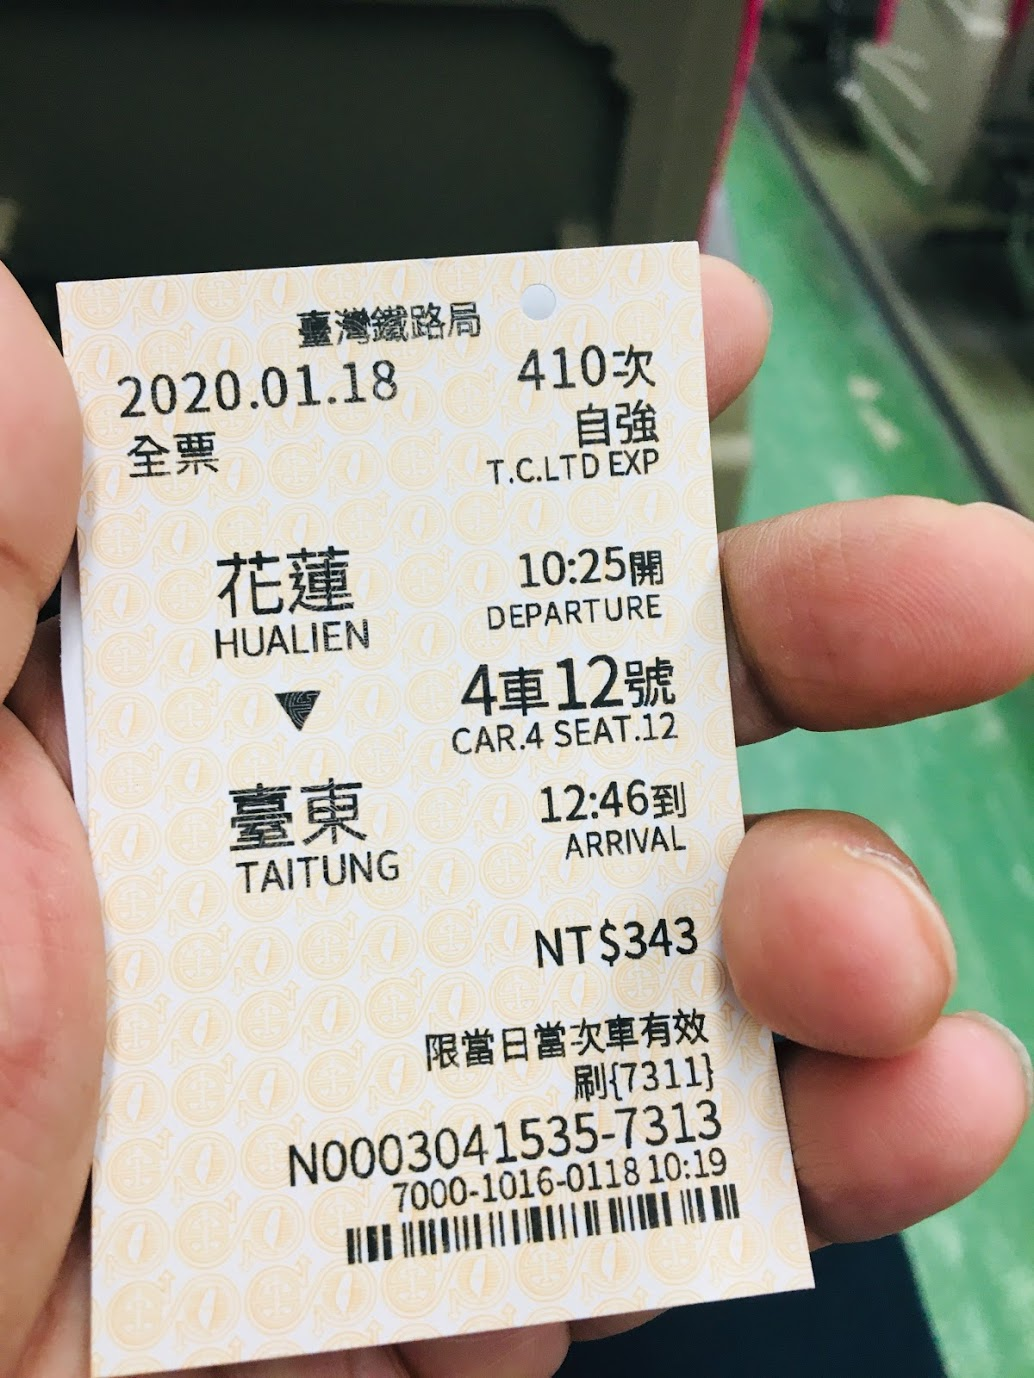 臺灣鐵路局
2020.01.18 410次
全票 自強
T.C.LTD EXP
花蓮 10:25開
HUALIEN DEPARTURE
4車12號
CAR.4 SEAT.12
臺東 12:46到
TAITUNG ARRIVAL
NT$343
限當日當次車有效
刷{7311}
N0003041535-7313
7000-1016-0118 10:19